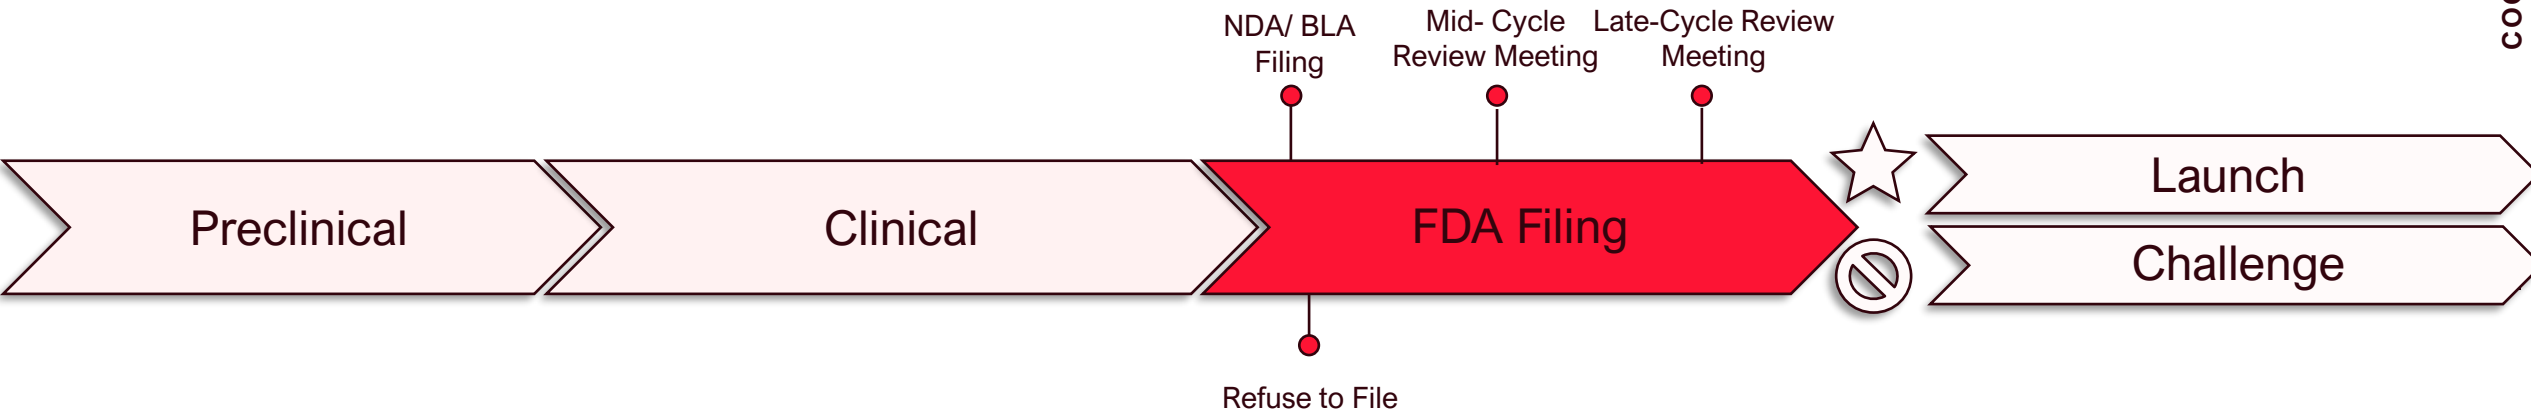 NDA/ BLA
Filing
Mid- Cycle
Review Meeting
Late-Cycle Review
Meeting
Preclinical
Clinical
FDA Filing
Launch
Challenge
Refuse to File